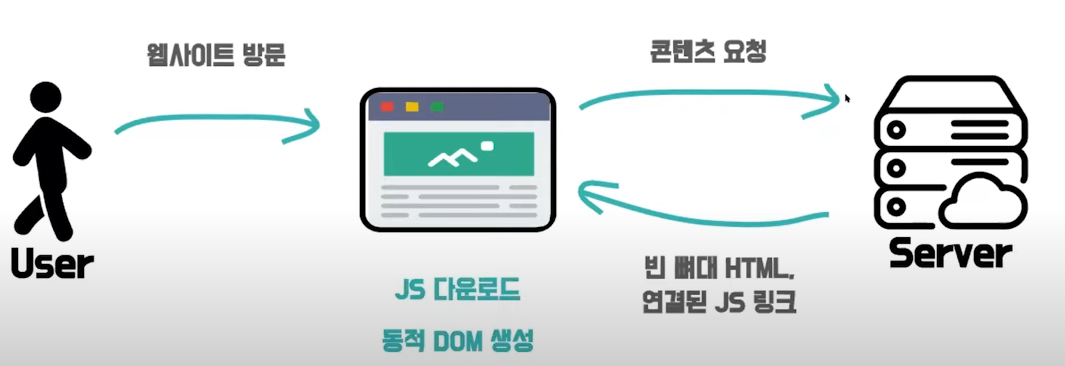 웹사이트 방문
콘텐츠 요청
User
Server
빈 뼈대 HTML,
연결된 JS 링크
JS 다운로드
동적 DOM 생성